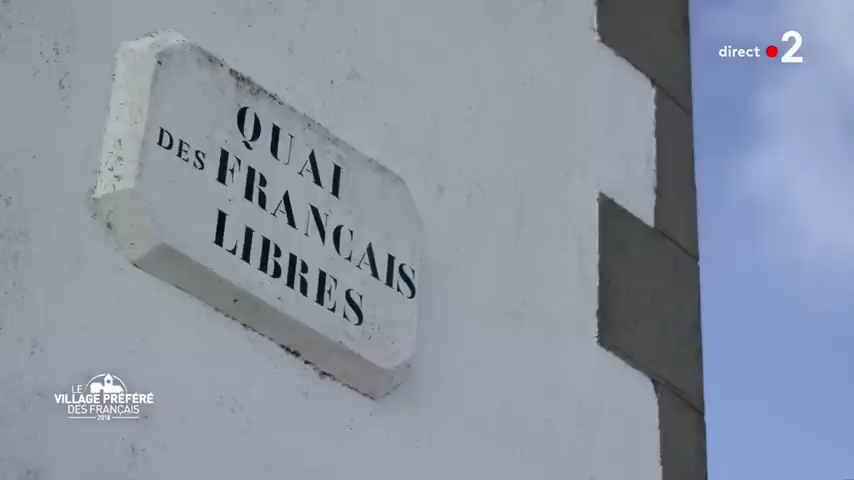 direct 2
QUAI
DES FRANCAIS
LIBRES
LE
VILLAGE PRÉFÉRÉ
DES FRANÇAIS
2018